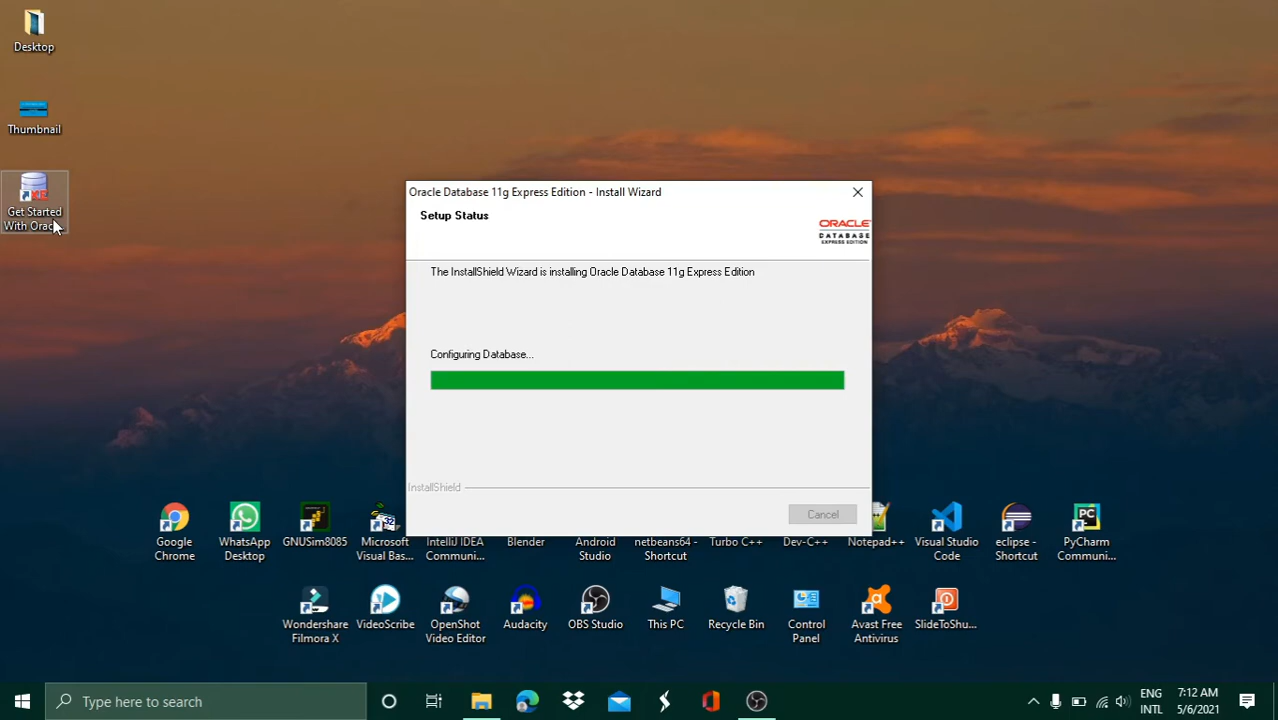 Desktop
Thumbnail
Get Started
With Orac...
Oracle Database 11g Express Edition - Install Wizard
Setup Status
ORACLE
DATABASE
EXPRESS EDITION
The InstallShield Wizard is installing Oracle Database 11g Express Edition
Configuring Database...
InstallShield
Cancel
Google
Chrome
WhatsApp
Desktop
GNUSim8085
Microsoft
Visual Bas...
IntelliJ IDEA
Communi...
Blender
Android
Studio
netbeans64 -
Shortcut
Turbo C++
Dev-C++
Notepad++
Visual Studio
Code
eclipse -
Shortcut
PyCharm
Communi...
Wondershare
Filmora X
VideoScribe
OpenShot
Video Editor
Audacity
OBS Studio
This PC
Recycle Bin
Control
Panel
Avast Free
Antivirus
SlideToShu...
Type here to search
ENG
INTL
7:12 AM
5/6/2021